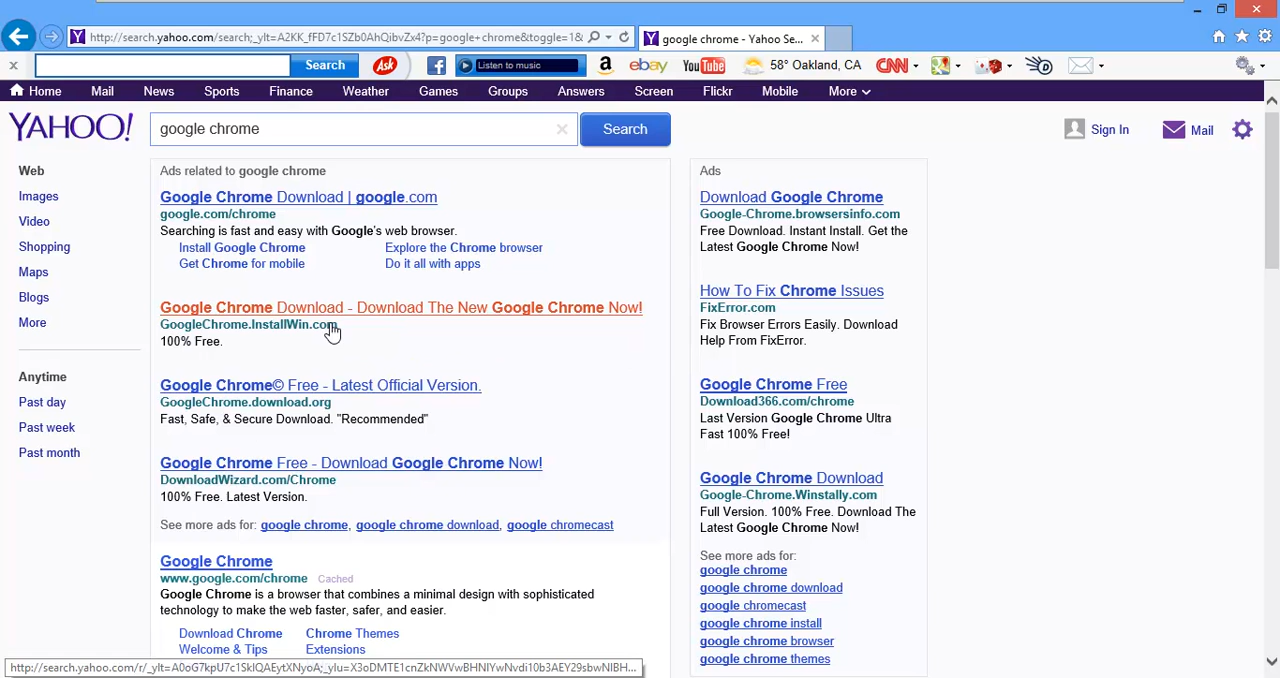 http://search.yahoo.com/search;_ylt=A2KK_fFD7c1SZb0AhQibvZx4?p=google+chrome&toggle=1&
google chrome - Yahoo Se...
Search
Ask
Listen to music
a
ebay
YouTube
58° Oakland, CA
CNN
Home
Mail
News
Sports
Finance
Weather
Games
Groups
Answers
Screen
Flickr
Mobile
More
YAHOO!
google chrome
Search
Sign In
Mail
Web
Images
Video
Shopping
Maps
Blogs
More
Anytime
Past day
Past week
Past month
Ads related to google chrome
Google Chrome Download | google.com
google.com/chrome
Searching is fast and easy with Google's web browser.
Install Google Chrome
Explore the Chrome browser
Get Chrome for mobile
Do it all with apps
Google Chrome Download - Download The New Google Chrome Now!
GoogleChrome.InstallWin.com
100% Free.
Google Chrome© Free - Latest Official Version.
GoogleChrome.download.org
Fast, Safe, & Secure Download. "Recommended"
Google Chrome Free - Download Google Chrome Now!
DownloadWizard.com/Chrome
100% Free. Latest Version.
See more ads for: google chrome, google chrome download, google chromecast
Google Chrome
www.google.com/chrome Cached
Google Chrome is a browser that combines a minimal design with sophisticated
technology to make the web faster, safer, and easier.
Download Chrome
Chrome Themes
Welcome & Tips
Extensions
Ads
Download Google Chrome
Google-Chrome.browsersinfo.com
Free Download. Instant Install. Get the
Latest Google Chrome Now!
How To Fix Chrome Issues
FixError.com
Fix Browser Errors Easily. Download
Help From FixError.
Google Chrome Free
Download366.com/chrome
Last Version Google Chrome Ultra
Fast 100% Free!
Google Chrome Download
Google-Chrome.Winstally.com
Full Version. 100% Free. Download The
Latest Google Chrome Now!
See more ads for:
google chrome
google chrome download
google chromecast
google chrome install
google chrome browser
google chrome themes